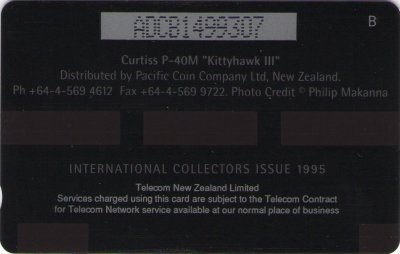 ADCB1499307
B
Curtiss P-40M "Kittyhawk III"
Distributed by Pacific Coin Company Ltd, New Zealand.
Ph +64-4-569 4612 Fax +64-4-569 9722. Photo Credit © Philip Makanna
INTERNATIONAL COLLECTORS ISSUE 1995
Telecom New Zealand Limited
Services charged using this card are subject to the Telecom Contract
for Telecom Network service available at our normal place of business